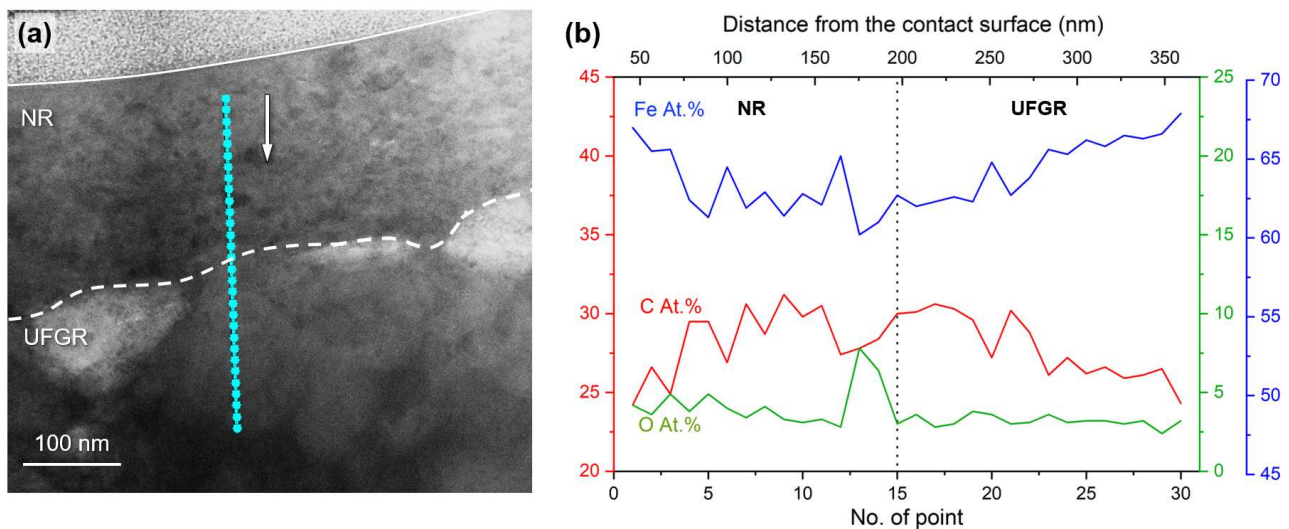 (a)
NR
UFGR
100 nm
(b)
Distance from the contact surface (nm)
50 100 150 200 250 300 350
45
40
35
30
25
20
25
20
15
10
5
0
70
65
60
55
50
45
Fe At.%
NR
UFGR
C At.%
O At.%
0 5 10 15 20 25 30
No. of point